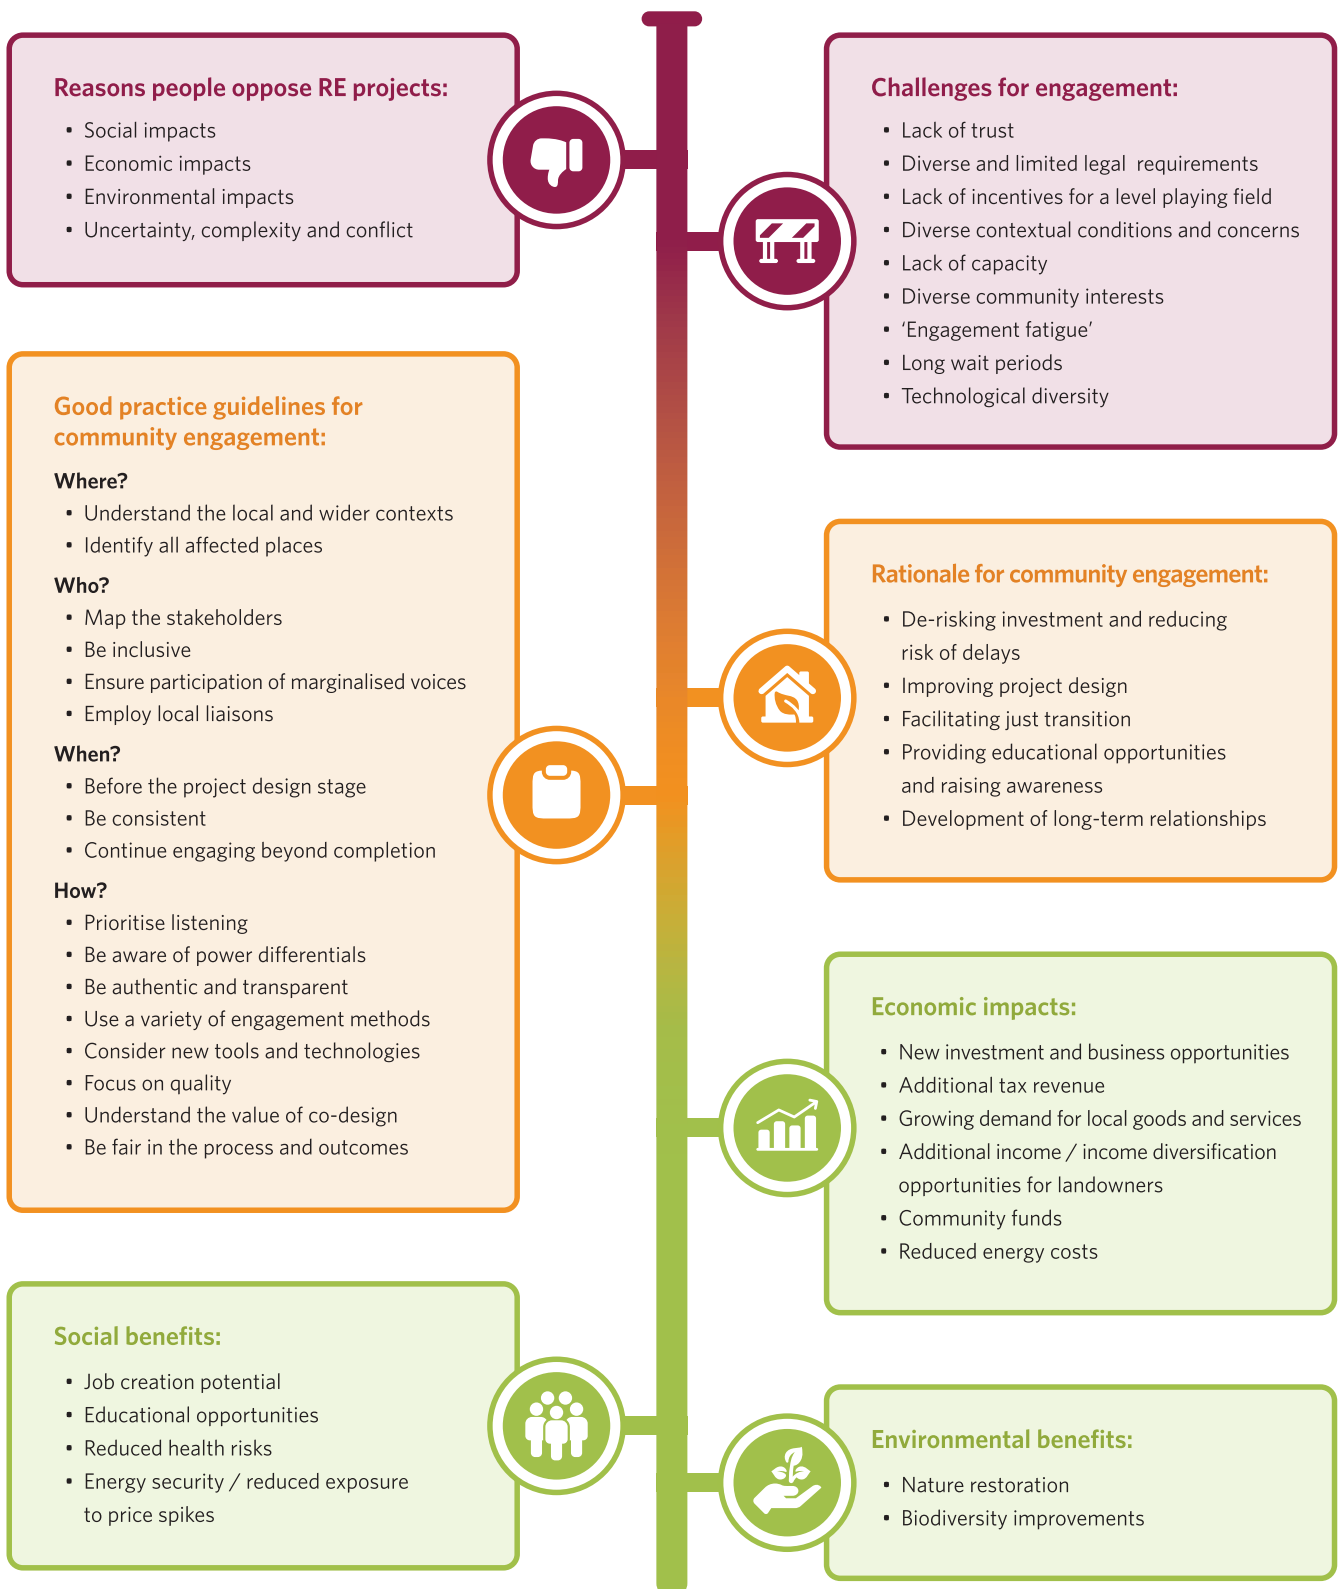 Reasons people oppose RE projects:
• Social impacts
• Economic impacts
• Environmental impacts
• Uncertainty, complexity and conflict
Challenges for engagement:
• Lack of trust
• Diverse and limited legal requirements
• Lack of incentives for a level playing field
• Diverse contextual conditions and concerns
• Lack of capacity
• Diverse community interests
• ‘Engagement fatigue’
• Long wait periods
• Technological diversity
Good practice guidelines for
community engagement:
Where?
• Understand the local and wider contexts
• Identify all affected places
Who?
• Map the stakeholders
• Be inclusive
• Ensure participation of marginalised voices
• Employ local liaisons
When?
• Before the project design stage
• Be consistent
• Continue engaging beyond completion
How?
• Prioritise listening
• Be aware of power differentials
• Be authentic and transparent
• Use a variety of engagement methods
• Consider new tools and technologies
• Focus on quality
• Understand the value of co-design
• Be fair in the process and outcomes
Rationale for community engagement:
• De-risking investment and reducing
risk of delays
• Improving project design
• Facilitating just transition
• Providing educational opportunities
and raising awareness
• Development of long-term relationships
Economic impacts:
• New investment and business opportunities
• Additional tax revenue
• Growing demand for local goods and services
• Additional income / income diversification
opportunities for landowners
• Community funds
• Reduced energy costs
Social benefits:
• Job creation potential
• Educational opportunities
• Reduced health risks
• Energy security / reduced exposure
to price spikes
Environmental benefits:
• Nature restoration
• Biodiversity improvements